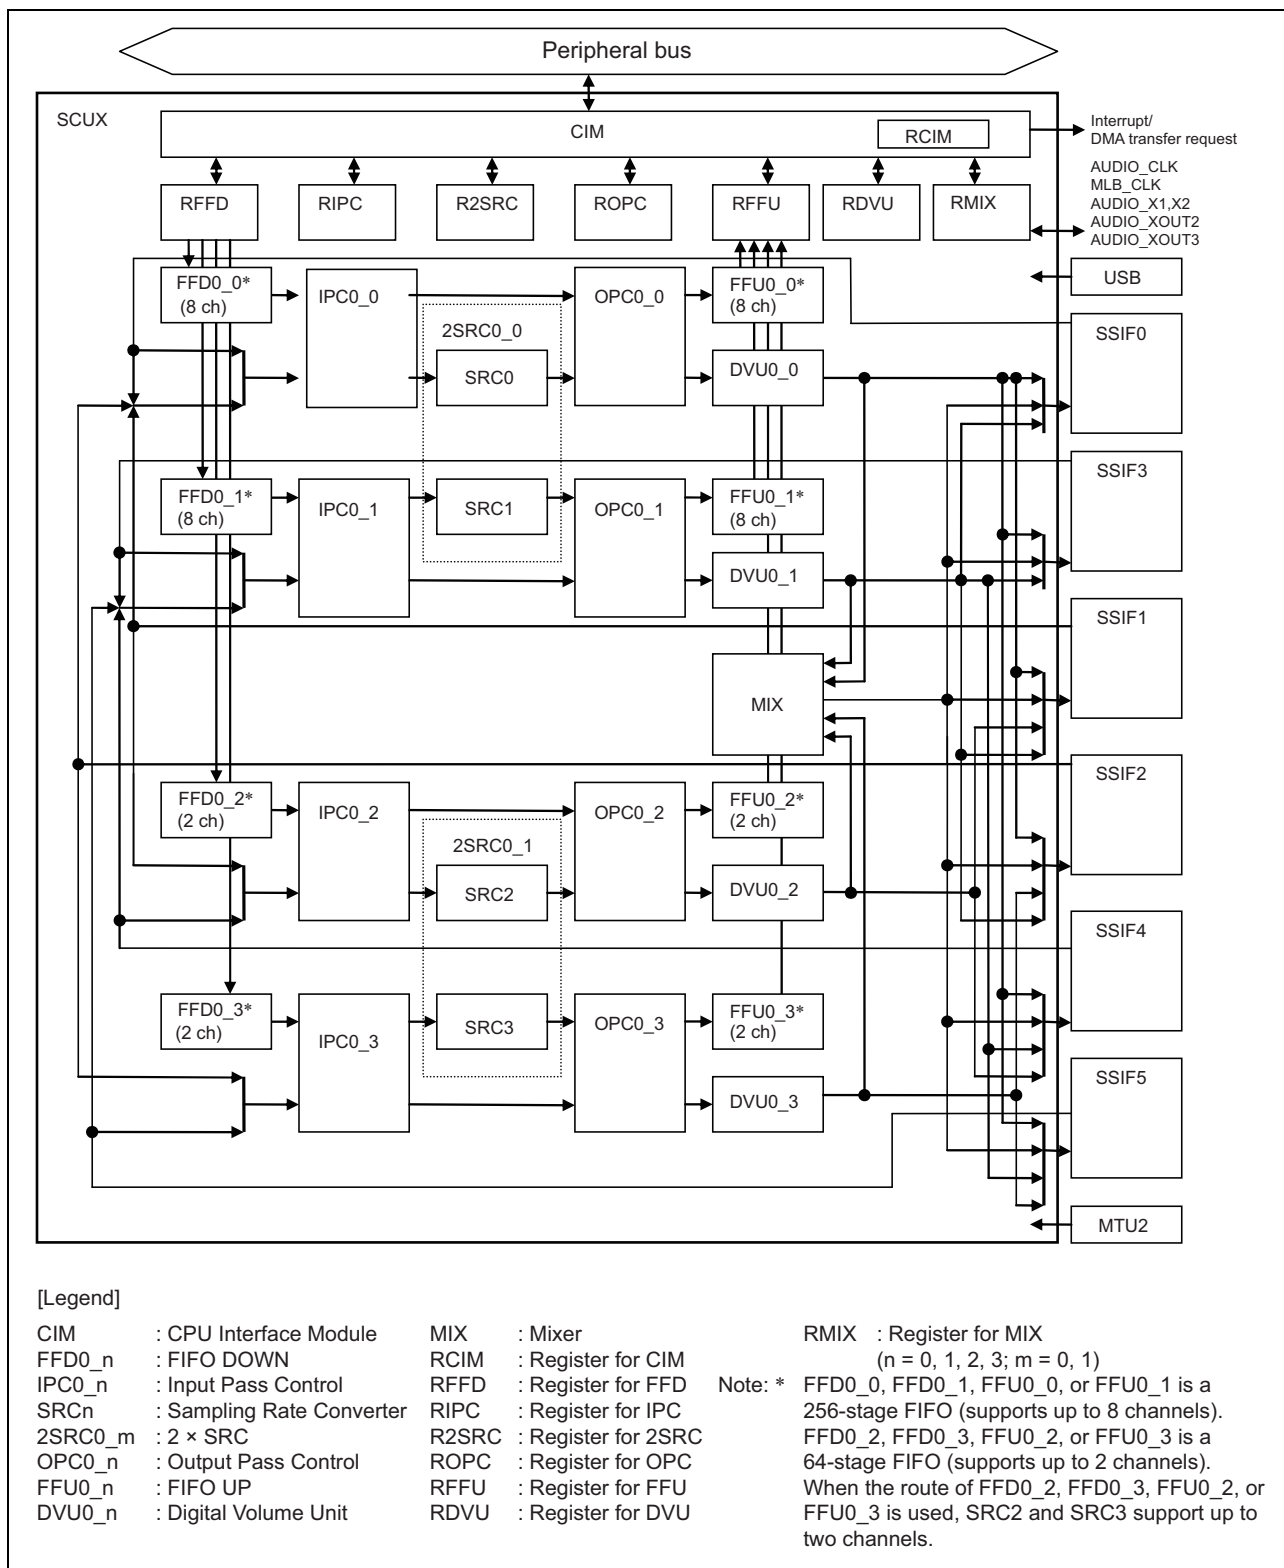 Peripheral bus
SCUX
CIM
RCIM
Interrupt/
DMA transfer request
AUDIO_CLK
MLB_CLK
AUDIO_X1,X2
AUDIO_XOUT2
AUDIO_XOUT3
RFFD
RIPC
R2SRC
ROPC
RFFU
RDVU
RMIX
USB
FFD0_0*
(8 ch)
IPC0_0
2SRC0_0
SRC0
OPC0_0
FFU0_0*
(8 ch)
DVU0_0
SSIF0
FFD0_1*
(8 ch)
IPC0_1
SRC1
OPC0_1
FFU0_1*
(8 ch)
DVU0_1
SSIF3
SSIF1
MIX
SSIF2
FFD0_2*
(2 ch)
IPC0_2
2SRC0_1
SRC2
OPC0_2
FFU0_2*
(2 ch)
DVU0_2
SSIF4
FFD0_3*
(2 ch)
IPC0_3
SRC3
OPC0_3
FFU0_3*
(2 ch)
DVU0_3
SSIF5
MTU2
[Legend]
CIM : CPU Interface Module
FFD0_n : FIFO DOWN
IPC0_n : Input Pass Control
SRCn : Sampling Rate Converter
2SRC0_m : 2 × SRC
OPC0_n : Output Pass Control
FFU0_n : FIFO UP
DVU0_n : Digital Volume Unit
MIX : Mixer
RCIM : Register for CIM
RFFD : Register for FFD
RIPC : Register for IPC
R2SRC : Register for 2SRC
ROPC : Register for OPC
RFFU : Register for FFU
RDVU : Register for DVU
RMIX : Register for MIX
(n = 0, 1, 2, 3; m = 0, 1)
Note: * FFD0_0, FFD0_1, FFU0_0, or FFU0_1 is a
256-stage FIFO (supports up to 8 channels).
FFD0_2, FFD0_3, FFU0_2, or FFU0_3 is a
64-stage FIFO (supports up to 2 channels).
When the route of FFD0_2, FFD0_3, FFU0_2, or
FFU0_3 is used, SRC2 and SRC3 support up to
two channels.